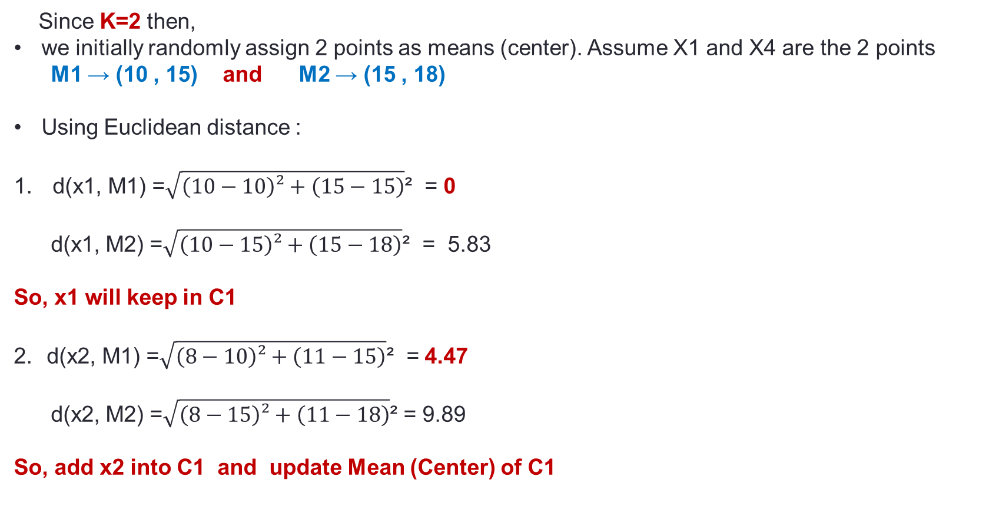 Since K=2 then,
• we initially randomly assign 2 points as means (center). Assume X1 and X4 are the 2 points
M1 → (10 , 15) and M2 → (15 , 18)
• Using Euclidean distance :
1. d(x1, M1) =√(10 − 10)² + (15 − 15)² = 0
d(x1, M2) =√(10 − 15)² + (15 − 18)² = 5.83
So, x1 will keep in C1
2. d(x2, M1) =√(8 − 10)² + (11 − 15)² = 4.47
d(x2, M2) =√(8 − 15)² + (11 − 18)² = 9.89
So, add x2 into C1 and update Mean (Center) of C1